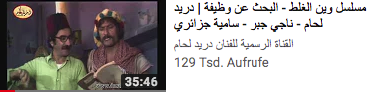 مسلسل وين الغلط - البحث عن وظيفة | دريد
لحام - ناجي جبر - سامية جزائري
القناة الرسمية للفنان دريد لحام
129 Tsd. Aufrufe
35:46